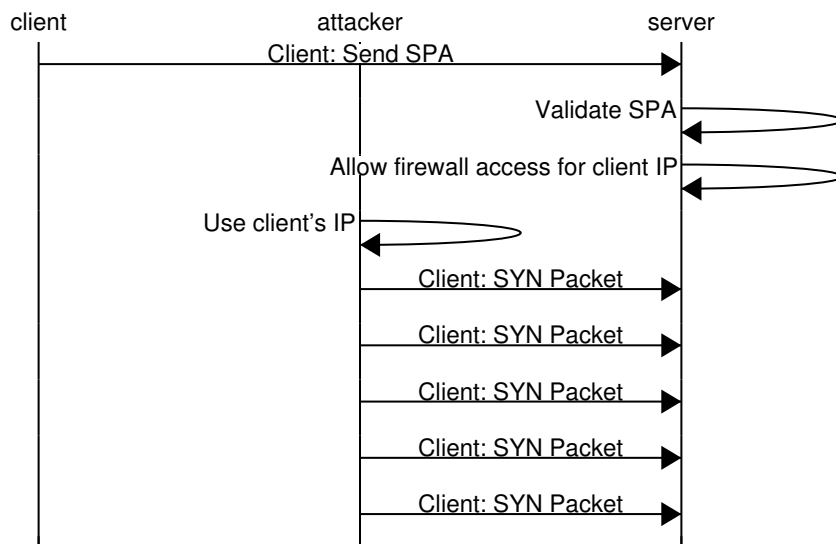 client attacker server
Client: Send SPA
Validate SPA
Allow firewall access for client IP
Use client's IP
Client: SYN Packet
Client: SYN Packet
Client: SYN Packet
Client: SYN Packet
Client: SYN Packet